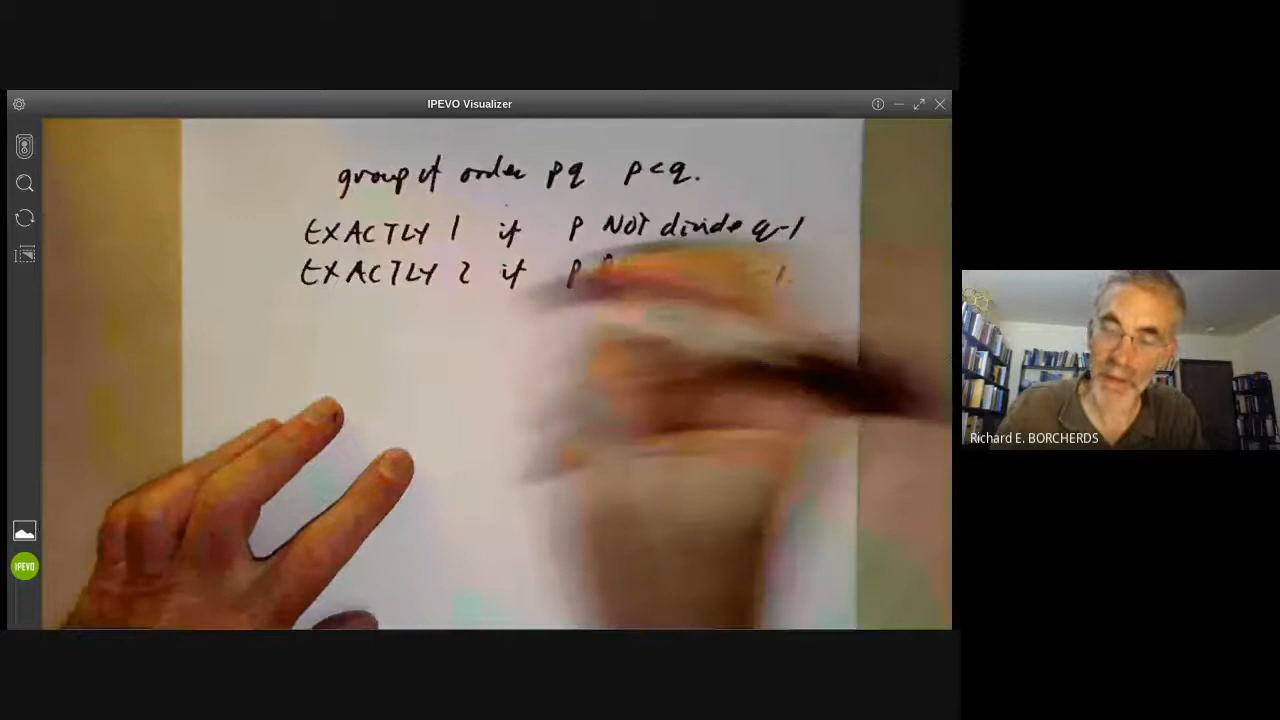 IPEVO Visualizer
group of order pq p<q.
EXACTLY 1 if p NOT divide q-1
EXACTLY 2 if p
IPEVO
Richard E. BORCHERDS